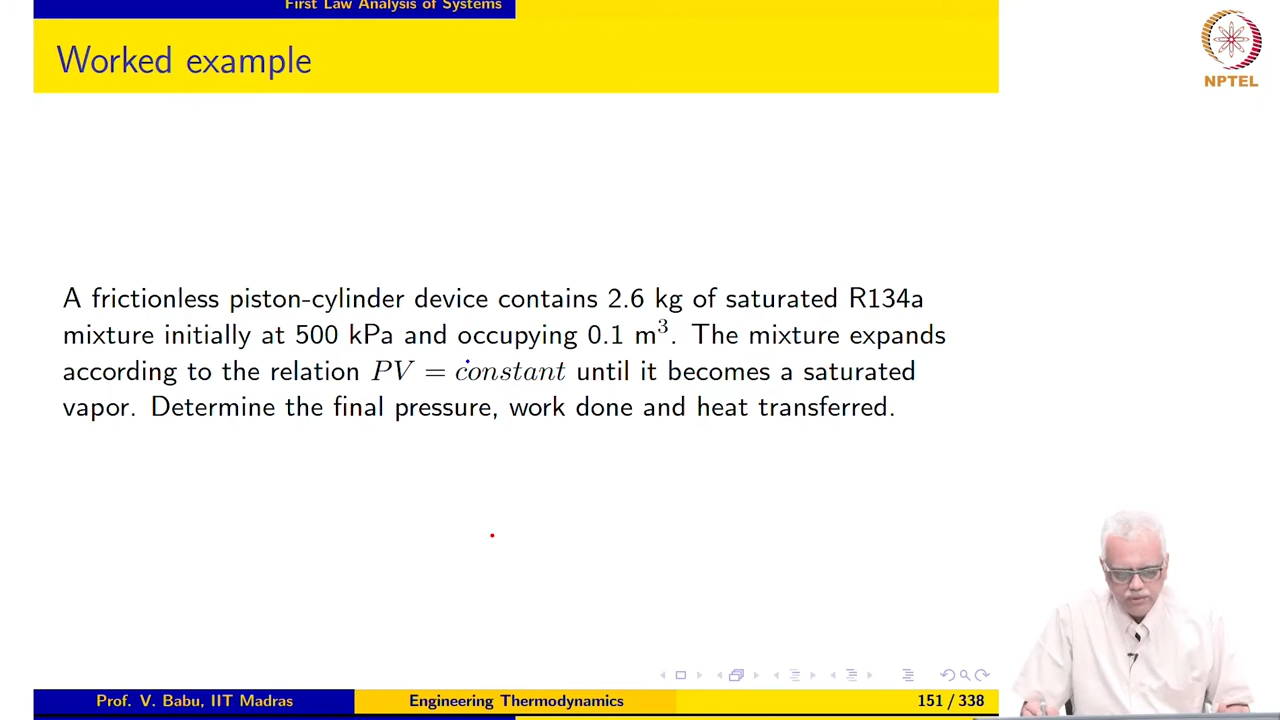 First Law Analysis of Systems
Worked example
NPTEL
A frictionless piston-cylinder device contains 2.6 kg of saturated R134a
mixture initially at 500 kPa and occupying 0.1 m³. The mixture expands
according to the relation PV = constant until it becomes a saturated
vapor. Determine the final pressure, work done and heat transferred.
Prof. V. Babu, IIT Madras
Engineering Thermodynamics
151 / 338